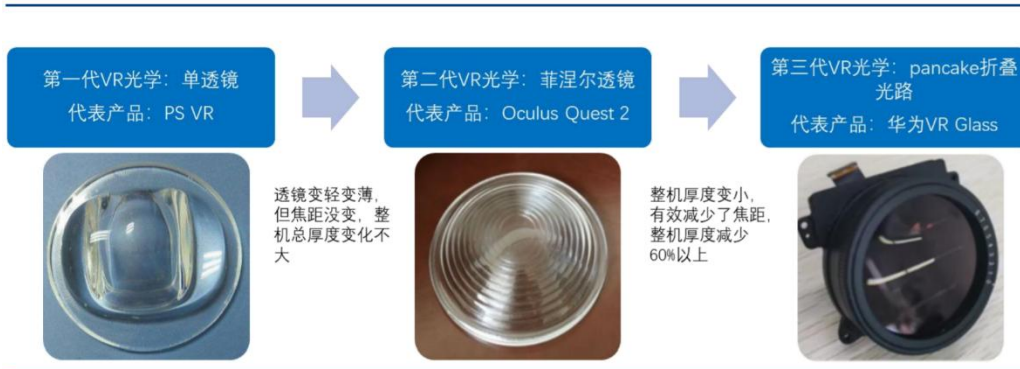 第一代VR光学：单透镜
代表产品：PS VR
第二代VR光学：菲涅尔透镜
代表产品：Oculus Quest 2
第三代VR光学：pancake折叠
光路
代表产品：华为VR Glass
透镜变轻变薄，
但焦距没变，整
机总厚度变化不
大
整机厚度变小，
有效减少了焦距，
整机厚度减少
60%以上